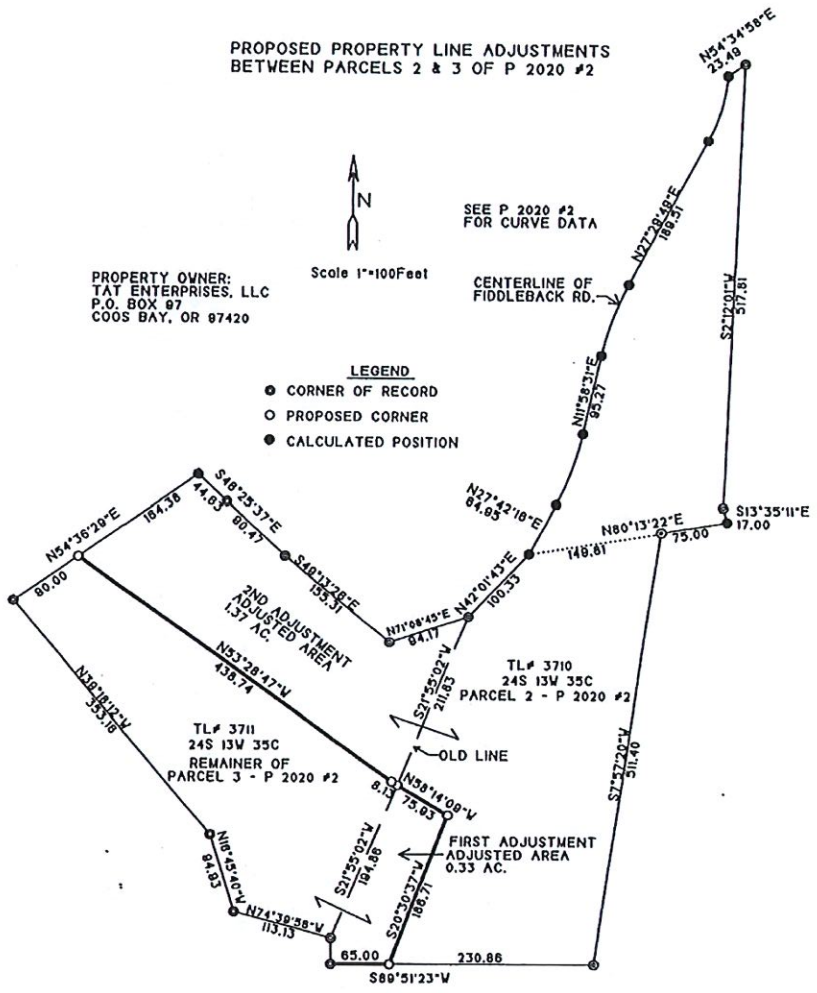 PROPOSED PROPERTY LINE ADJUSTMENTS
BETWEEN PARCELS 2 & 3 OF P 2020 #2
N54°34'58"E
23.49
N
Scale 1"=100Feet
SEE P 2020 #2
FOR CURVE DATA
N27°29'49"E
189.51
PROPERTY OWNER:
TAT ENTERPRISES, LLC
P.O. BOX 97
COOS BAY, OR 97420
CENTERLINE OF
FIDDLEBACK RD.
S2°12'01"W
517.81
LEGEND
CORNER OF RECORD
PROPOSED CORNER
CALCULATED POSITION
N11°58'31"E
95.27
N27°42'18"E
64.95
S13°35'11"E
17.00
N80°13'22"E
75.00
149.61
S48°25'37"E
44.63
80.47
N54°36'29"E
184.38
80.00
S49°13'28"E
155.31
N42°01'43"E
100.33
N71°08'45"E
94.17
2ND ADJUSTMENT
ADJUSTED AREA
1.37 AC.
N53°28'47"W
438.74
S21°55'02"W
211.83
TL# 3710
24S 13W 35C
PARCEL 2 - P 2020 #2
N39°18'12"W
353.16
TL# 3711
24S 13W 35C
REMAINER OF
PARCEL 3 - P 2020 #2
OLD LINE
S7°57'20"W
511.40
N58°14'09"W
8.13
75.93
FIRST ADJUSTMENT
ADJUSTED AREA
0.33 AC.
S21°55'02"W
194.86
S20°30'37"W
186.71
N16°45'40"W
94.93
N74°39'58"W
113.13
65.00
230.86
S89°51'23"W